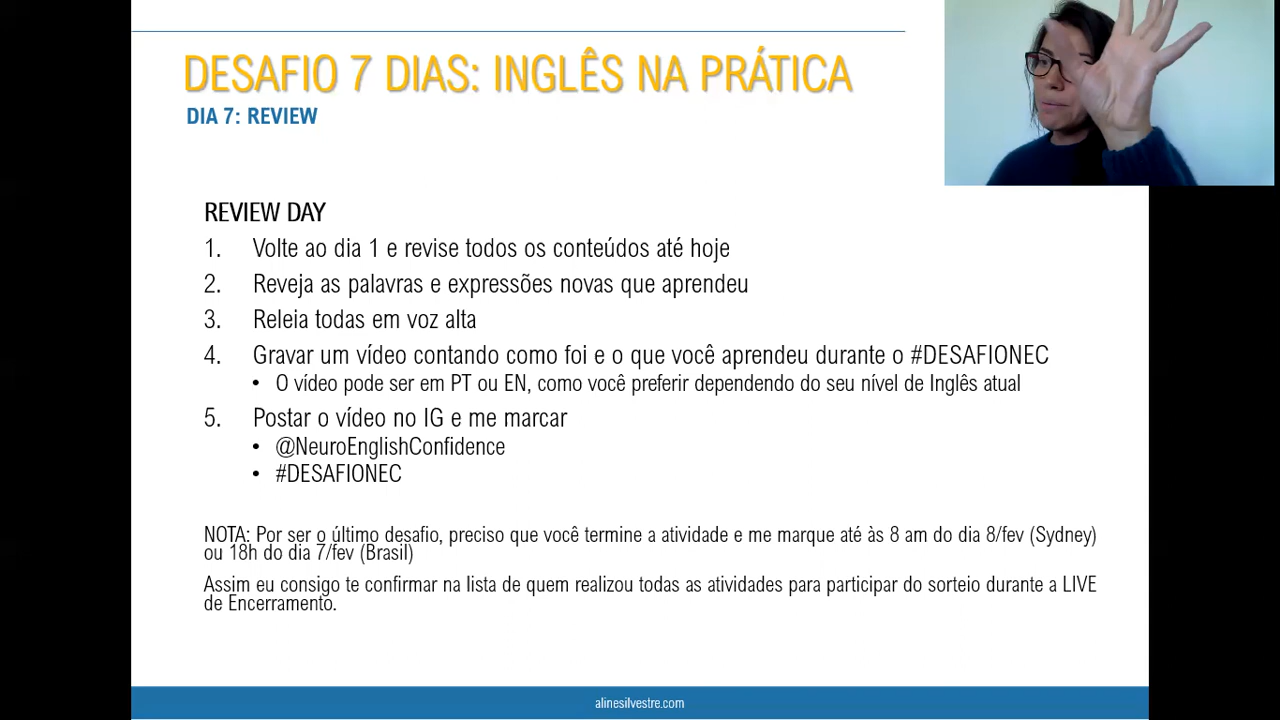 DESAFIO 7 DIAS: INGLÊS NA PRÁTICA
DIA 7: REVIEW
REVIEW DAY
1. Volte ao dia 1 e revise todos os conteúdos até hoje
2. Reveja as palavras e expressões novas que aprendeu
3. Releia todas em voz alta
4. Gravar um vídeo contando como foi e o que você aprendeu durante o #DESAFIONEC
• O vídeo pode ser em PT ou EN, como você preferir dependendo do seu nível de Inglês atual
5. Postar o vídeo no IG e me marcar
• @NeuroEnglishConfidence
• #DESAFIONEC
NOTA: Por ser o último desafio, preciso que você termine a atividade e me marque até às 8 am do dia 8/fev (Sydney)
ou 18h do dia 7/fev (Brasil)
Assim eu consigo te confirmar na lista de quem realizou todas as atividades para participar do sorteio durante a LIVE
de Encerramento.
alinesilvestre.com